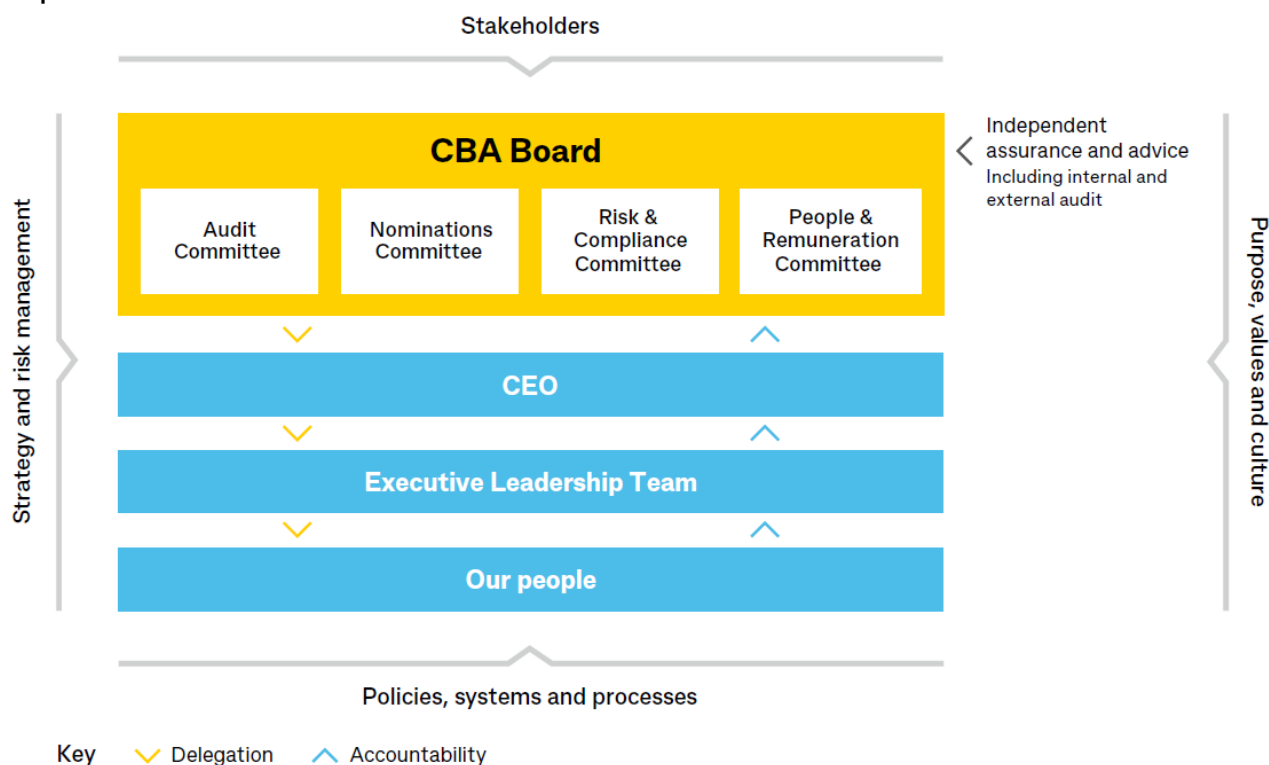 Stakeholders
CBA Board
Independent
assurance and advice
Including internal and
external audit
Audit
Committee
Nominations
Committee
Risk &
Compliance
Committee
People &
Remuneration
Committee
Strategy and risk management
Purpose, values and culture
CEO
Executive Leadership Team
Our people
Policies, systems and processes
Key
Delegation
Accountability